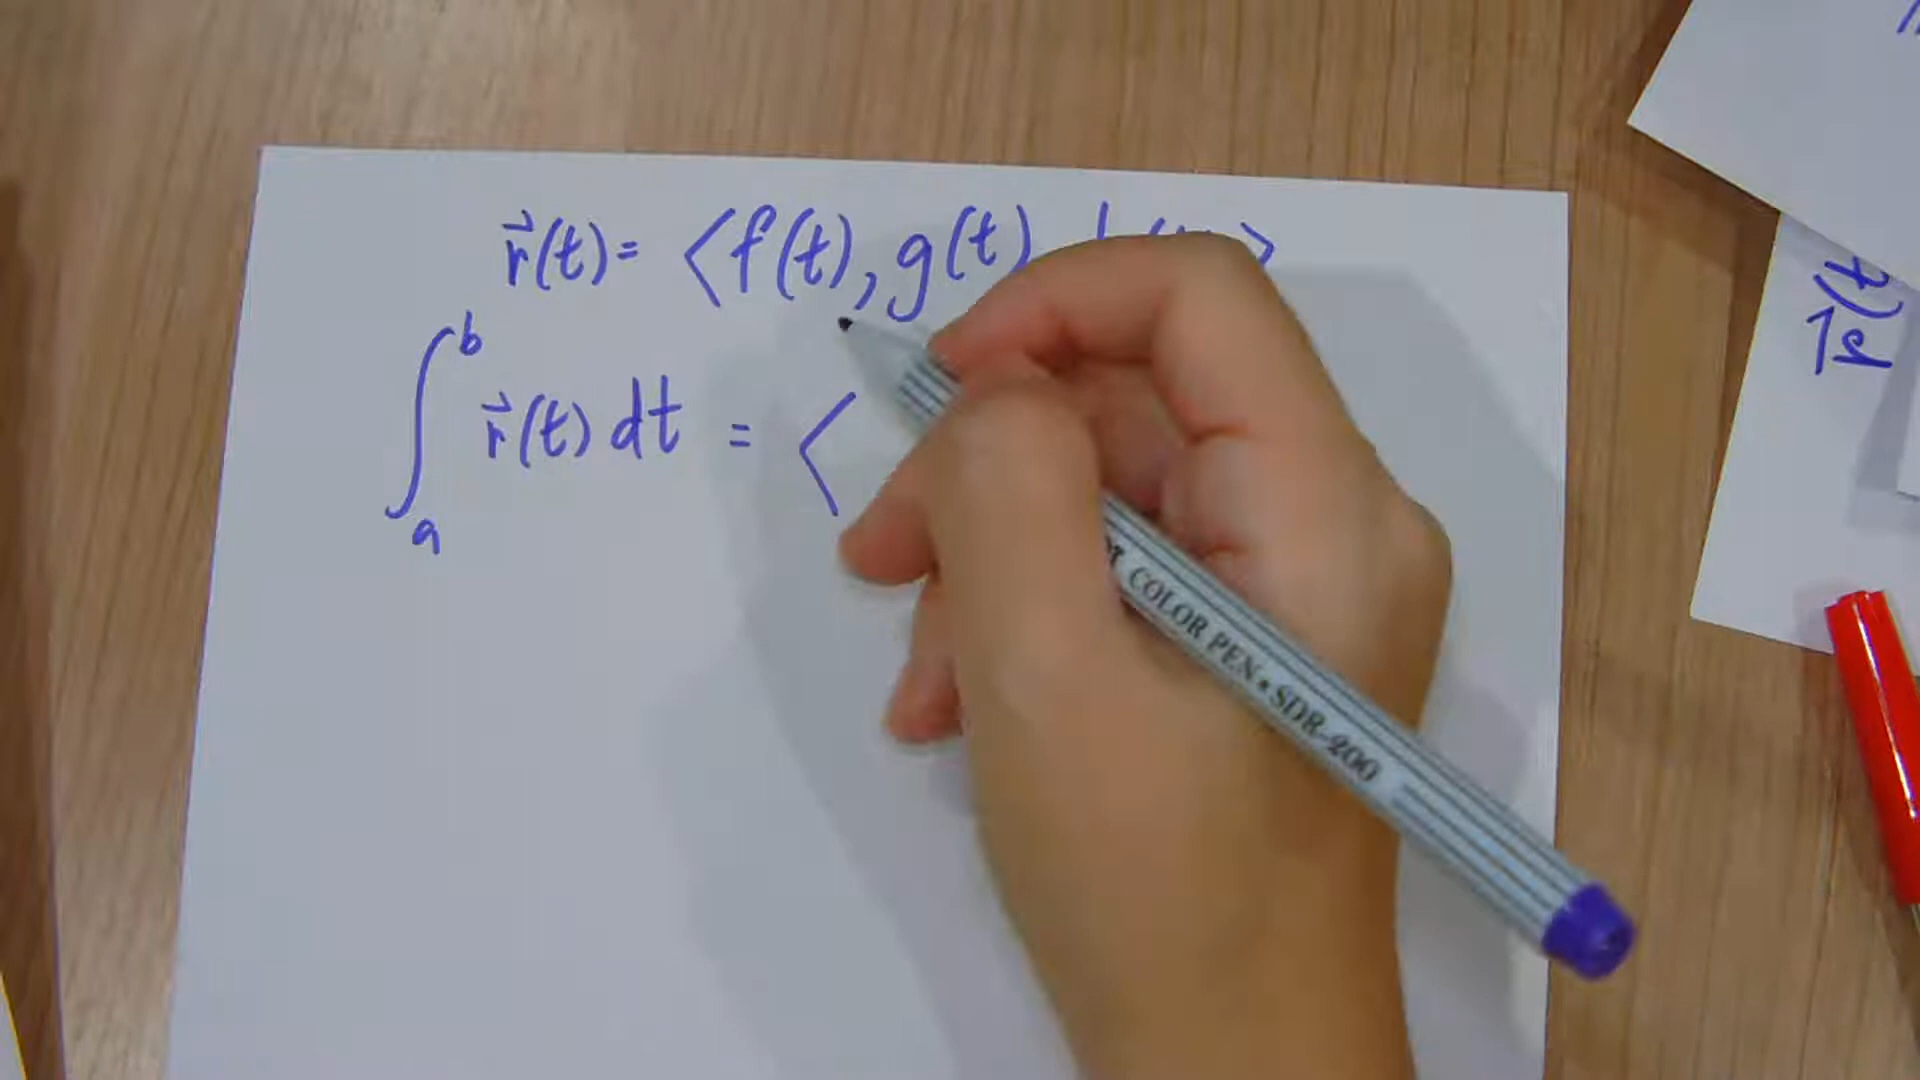 r⃗(t) = ⟨f(t), g(t) ⟩
∫ₐᵇ r⃗(t) dt = ⟨
COLOR PEN • SDR-200